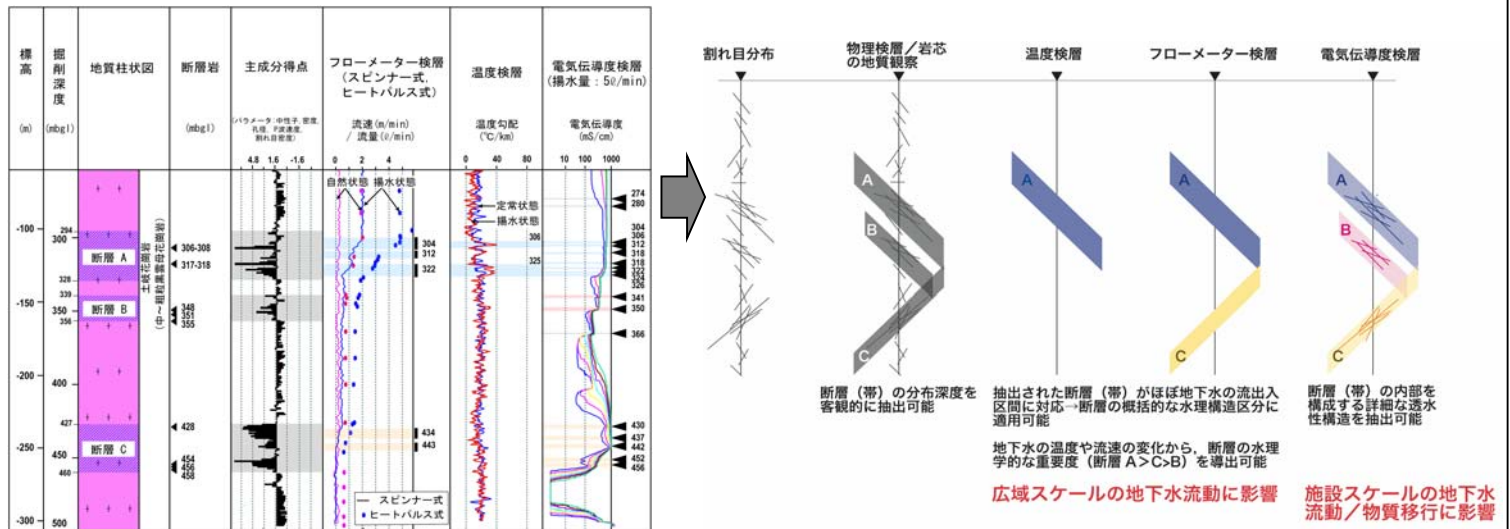 標高
(m)
掘削深度
(mbgl)
地質柱状図
断層岩
(mbgl)
主成分得点
(パラメータ:中性子, 密度,
孔径, P波速度,
割れ目密度)
4.8 1.6 -1.6
フローメーター検層
(スピンナー式,
ヒートパルス式)
流速(m/min)
/ 流量(ℓ/min)
0 2 4
温度検層
温度勾配
(℃/km)
0 40 80
電気伝導度検層
(揚水量:5ℓ/min)
電気伝導度
(mS/cm)
10 100 1000
-100
-150
-200
-250
-300
294
300
328
339
350
356
400
427
450
460
500
断層 A
断層 B
断層 C
土岐花崗岩
(中~粗粒黒雲母花崗岩)
306-308
317-318
348
351
355
428
454
456
458
自然状態
揚水状態
304
312
322
434
443
スピンナー式
ヒートパルス式
定常状態
揚水状態
306
325
274
280
304
306
312
318
318
322
324
326
341
350
366
430
437
442
452
456
割れ目分布
物理検層/岩芯
の地質観察
温度検層
フローメーター検層
電気伝導度検層
A
B
C
A
A
C
A
B
C
断層(帯)の分布深度を
客観的に抽出可能
抽出された断層(帯)がほぼ地下水の流出入
区間に対応→断層の概括的な水理構造区分に
適用可能
地下水の温度や流速の変化から,断層の水理
学的な重要度(断層 A>C>B)を導出可能
広域スケールの地下水流動に影響
断層(帯)の内部を
構成する詳細な透水
性構造を抽出可能
施設スケールの地下水
流動/物質移行に影響